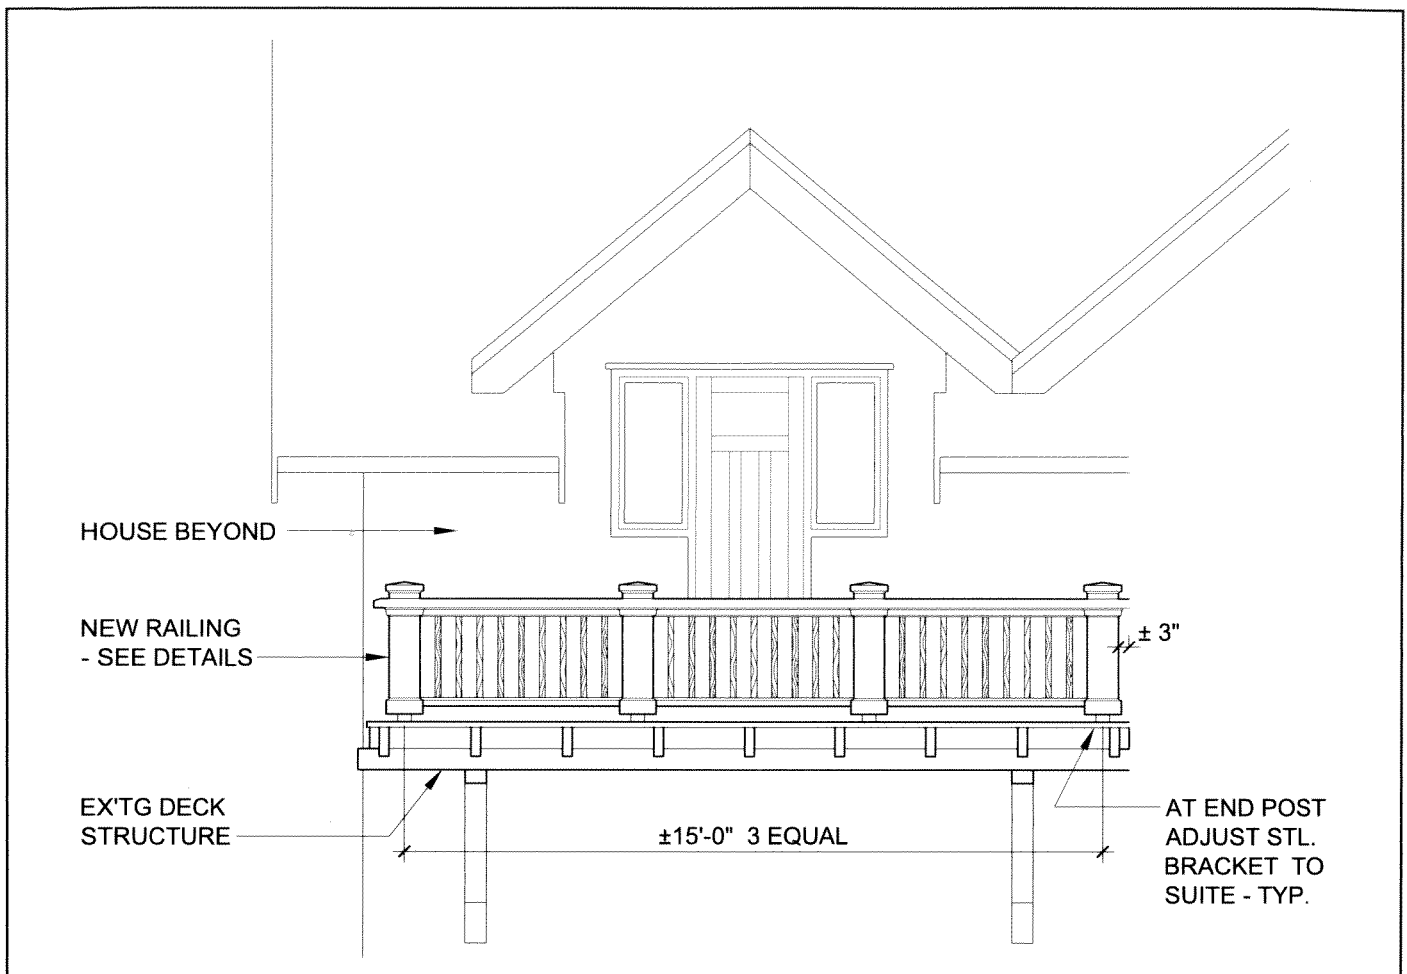 HOUSE BEYOND
NEW RAILING
- SEE DETAILS
± 3"
EX'TG DECK
STRUCTURE
±15'-0" 3 EQUAL
AT END POST
ADJUST STL.
BRACKET TO
SUITE - TYP.